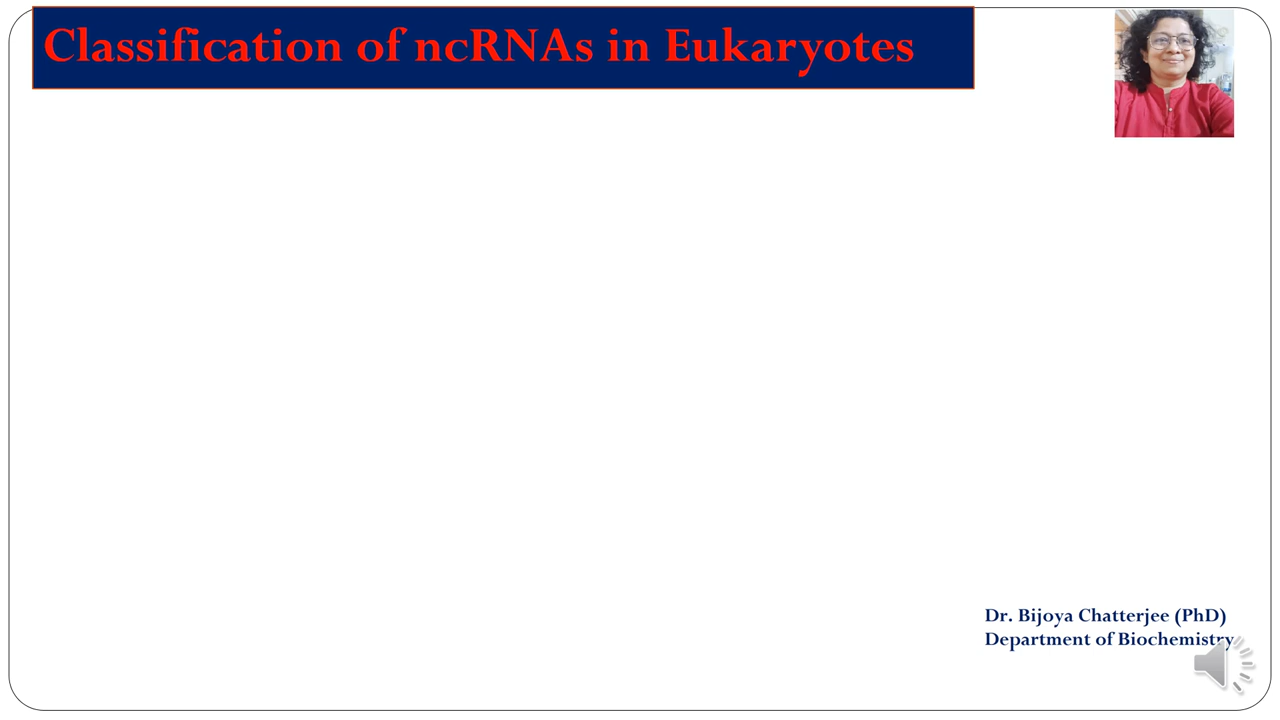 Classification of ncRNAs in Eukaryotes
Dr. Bijoya Chatterjee (PhD)
Department of Biochemistry